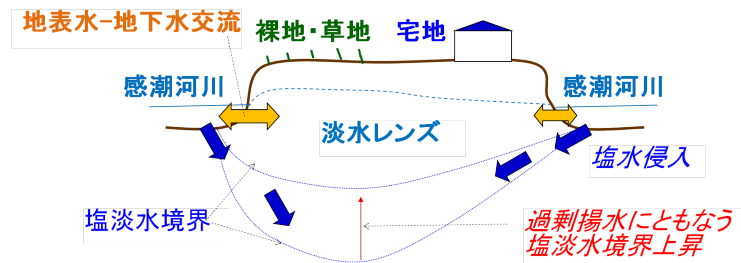 地表水−地下水交流
裸地・草地
宅地
感潮河川
感潮河川
淡水レンズ
塩水侵入
塩淡水境界
過剰揚水にともなう
塩淡水境界上昇